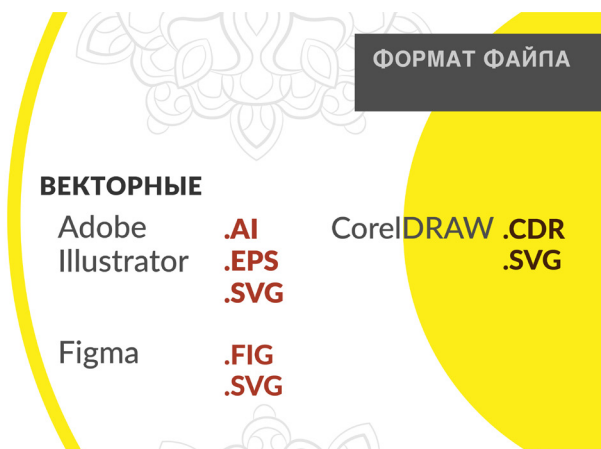 ФОРМАТ ФАЙЛА
ВЕКТОРНЫЕ
Adobe
Illustrator
.AI
.EPS
.SVG
CorelDRAW .CDR
.SVG
Figma
.FIG
.SVG